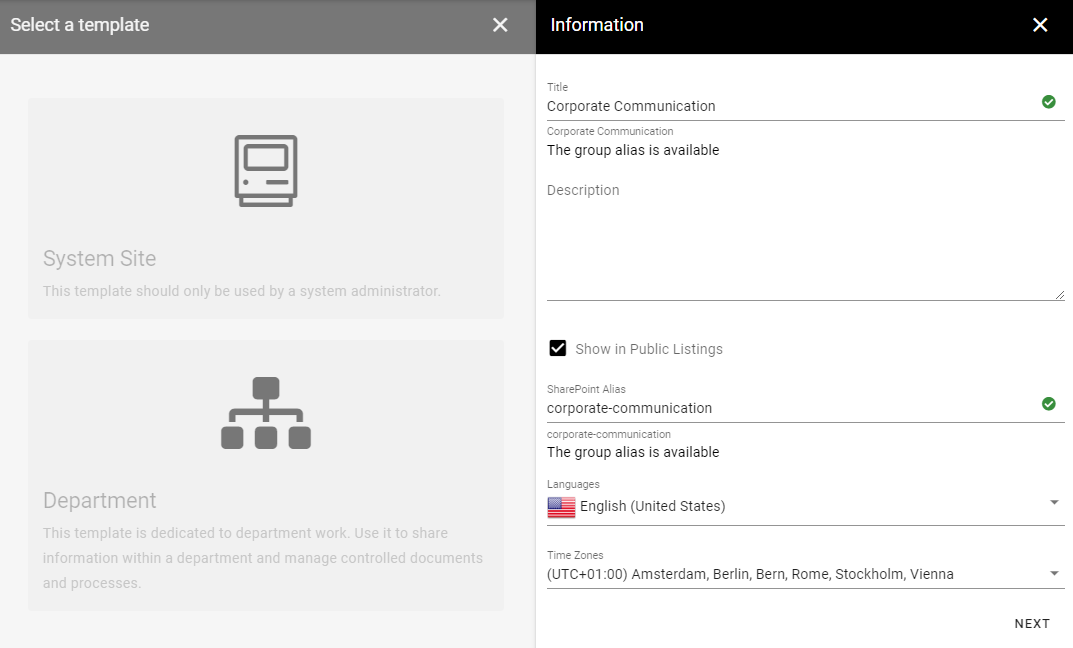 Select a template
System Site
This template should only be used by a system administrator.
Department
This template is dedicated to department work. Use it to share
information within a department and manage controlled documents
and processes.
Information
Title
Corporate Communication
Corporate Communication
The group alias is available
Description
Show in Public Listings
SharePoint Alias
corporate-communication
corporate-communication
The group alias is available
Languages
English (United States)
Time Zones
(UTC+01:00) Amsterdam, Berlin, Bern, Rome, Stockholm, Vienna
NEXT